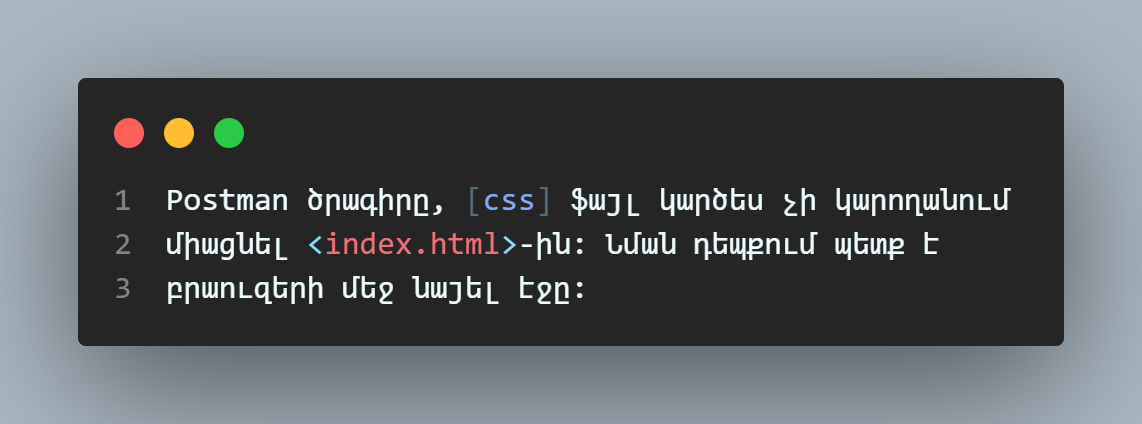 1 Postman ծրագիրը, [css] ֆայլ կարծես չի կարողանում
2 միացնել <index.html>-ին: Նման դեպքում պետք է
3 բրաուզերի մեջ նայել էջը: